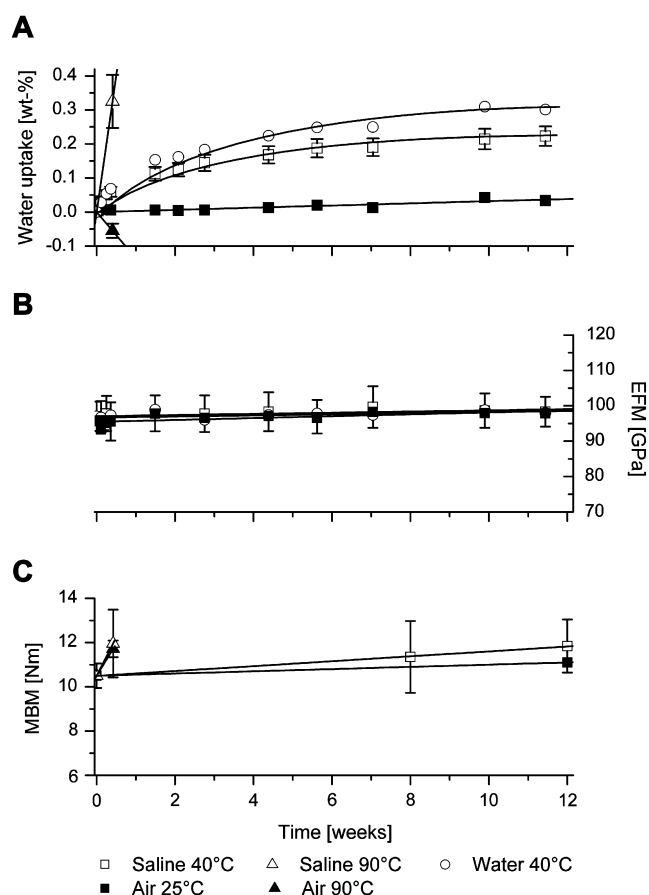 A
0.4
0.3
0.2
0.1
0.0
-0.1
Water uptake [wt-%]
B
120
110
100
90
80
70
EFM [GPa]
C
14
12
10
8
6
MBM [Nm]
0 2 4 6 8 10 12
Time [weeks]
□ Saline 40°C △ Saline 90°C ○ Water 40°C
■ Air 25°C ▲ Air 90°C